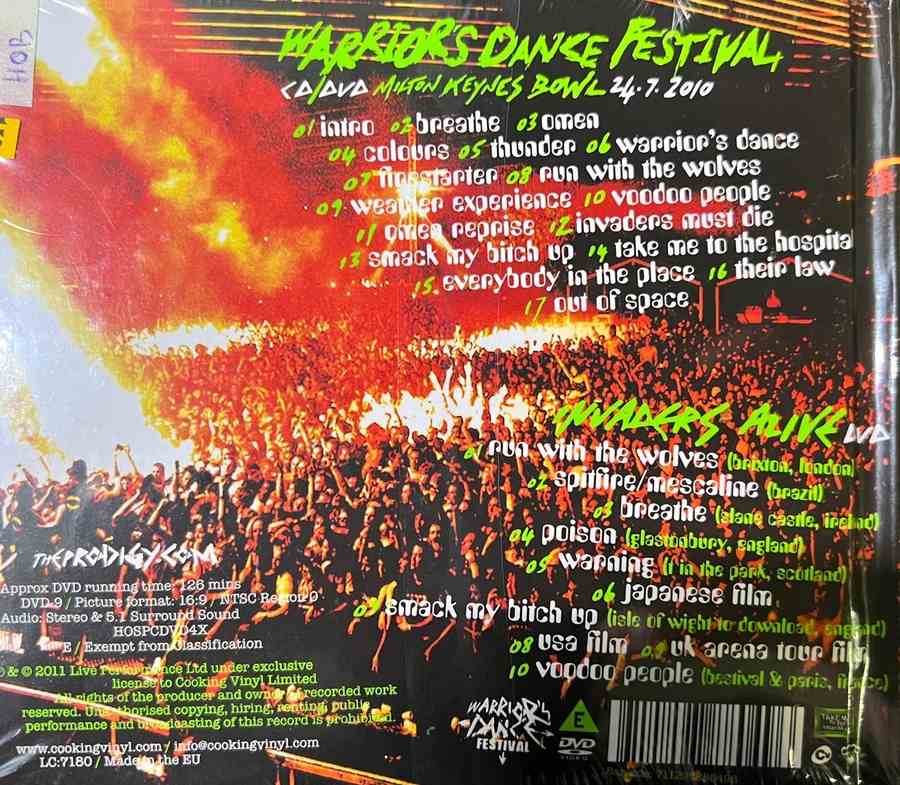 HOB
WARRIOR'S DANCE FESTIVAL
CD/DVD MILTON KEYNES BOWL 24.7.2010
01 intro 02 breathe 03 omen
04 colours 05 thunder 06 warrior's dance
07 firestarter 08 run with the wolves
09 weather experience 10 voodoo people
11 omen reprise 12 invaders must die
13 smack my bitch up 14 take me to the hospital
15 everybody in the place 16 their law
17 out of space
INVADERS ALIVE DVD
01 run with the wolves (brixton, london)
02 spitfire/mescaline (brazil)
03 breathe (slane castle, ireland)
04 poison (glastonbury, england)
05 warning (t in the park, scotland)
06 japanese film
07 smack my bitch up (isle of wight to download, england)
08 usa film 09 uk arena tour film
10 voodoo people (bestival & paris, france)
THEPRODIGY.COM
Approx DVD running time: 126 mins
DVD-9 / Picture format: 16:9 / NTSC Region 0
Audio: Stereo & 5.1 Surround Sound
HOSPCDVD04X
E / Exempt from Classification
℗ & © 2011 Live Performance Ltd under exclusive
license to Cooking Vinyl Limited
All rights of the producer and owner of recorded work
reserved. Unauthorised copying, hiring, renting, public
performance and broadcasting of this record is prohibited.
www.cookingvinyl.com / info@cookingvinyl.com
LC:7180 / Made in the EU
WARRIOR'S
DANCE
FESTIVAL
E
DVD
TAKE ME